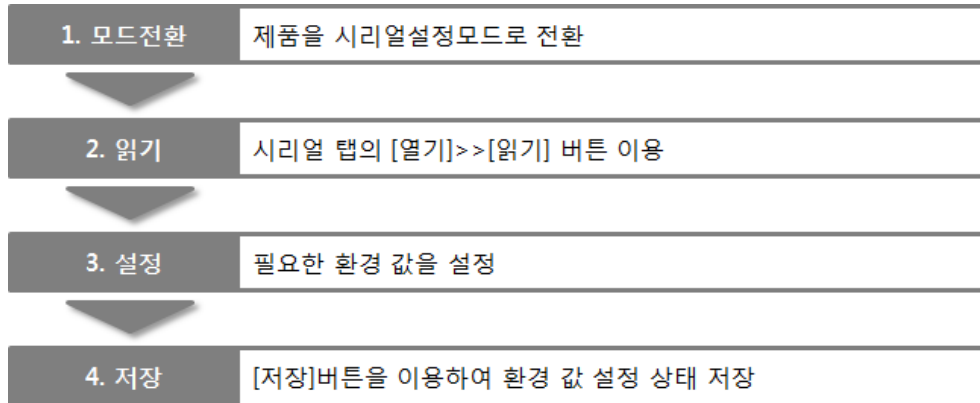 1. 모드전환 제품을 시리얼설정모드로 전환
2. 읽기 시리얼 탭의 [열기]>>[읽기] 버튼 이용
3. 설정 필요한 환경 값을 설정
4. 저장 [저장]버튼을 이용하여 환경 값 설정 상태 저장